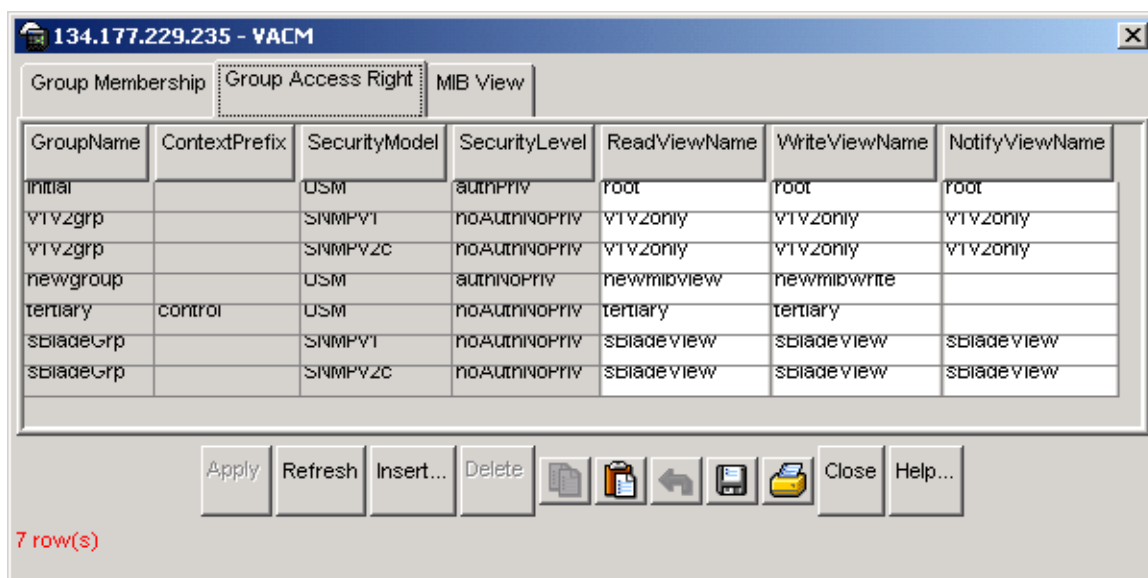 134.177.229.235 - VACM
Group Membership Group Access Right MIB View
GroupName ContextPrefix SecurityModel SecurityLevel ReadViewName WriteViewName NotifyViewName
initial USM authPriv root root root
v1v2grp SNMPv1 noAuthNoPriv v1v2only v1v2only v1v2only
v1v2grp SNMPv2c noAuthNoPriv v1v2only v1v2only v1v2only
newgroup USM authNoPriv newmibview newmibwrite
tertiary control USM noAuthNoPriv tertiary tertiary
sBladeGrp SNMPv1 noAuthNoPriv sBladeView sBladeView sBladeView
sBladeGrp SNMPv2c noAuthNoPriv sBladeView sBladeView sBladeView
Apply Refresh Insert... Delete Close Help...
7 row(s)